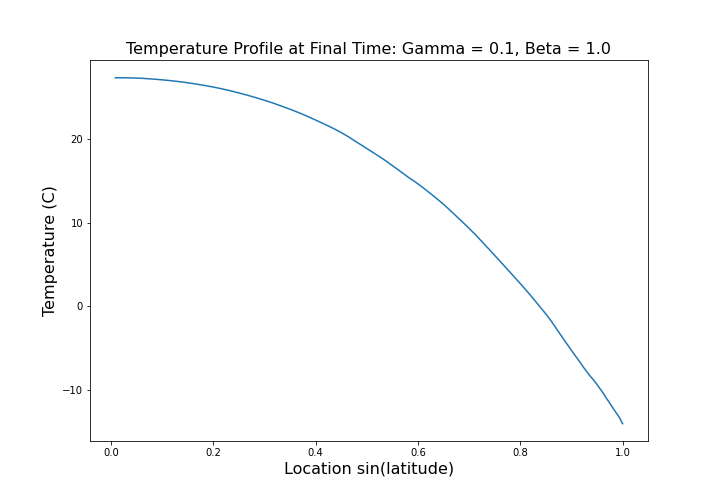 Temperature Profile at Final Time: Gamma = 0.1, Beta = 1.0
Temperature (C)
20
10
0
−10
0.0 0.2 0.4 0.6 0.8 1.0
Location sin(latitude)